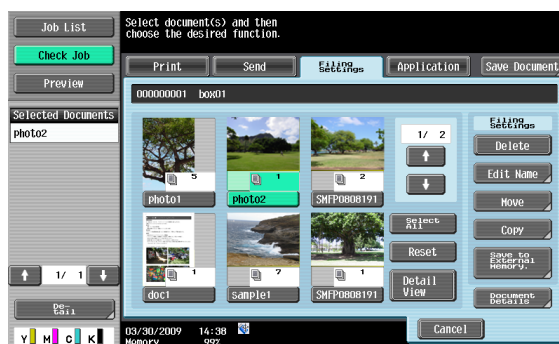 Job List
Check Job
Preview
Selected Documents
photo2
1/ 1
De-
tail
Y M C K
Select document(s) and then
choose the desired function.
Print
Send
Filing
Settings
Application
Save Document
000000001 box01
5
photo1
1
photo2
2
SMFP0808191
1
doc1
7
sample1
1
SMFP0808191
1/ 2
Select
All
Reset
Detail
View
Filing
Settings
Delete
Edit Name
Move
Copy
Save to
External
Memory.
Document
Details
03/30/2009 14:38
Memory 99%
Cancel